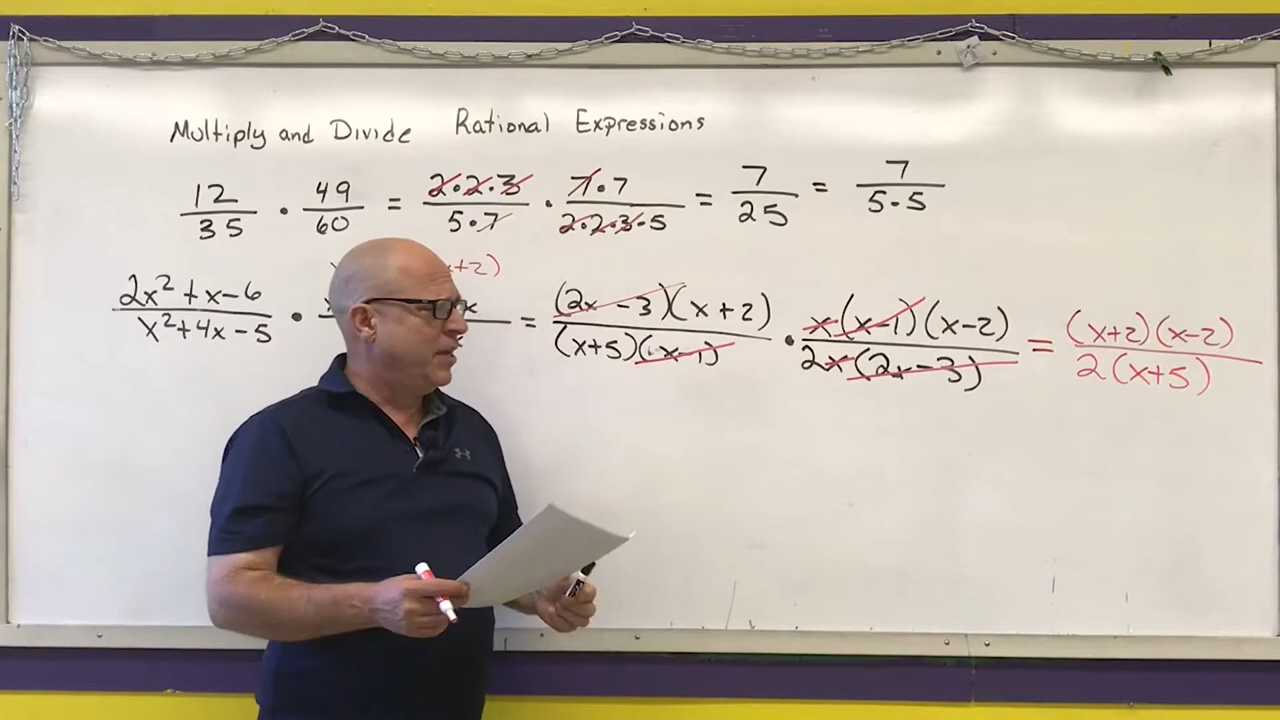 Multiply and Divide Rational Expressions
12/35 · 49/60 = 2·2·3/5·7 · 7·7/2·2·3·5 = 7/25 = 7/5·5
+2)
2x² + x - 6/x² + 4x - 5 · = (2x - 3)(x + 2)/(x+5)(x-1) · x(x-1)(x-2)/2x(2x-3) = (x+2)(x-2)/2(x+5)